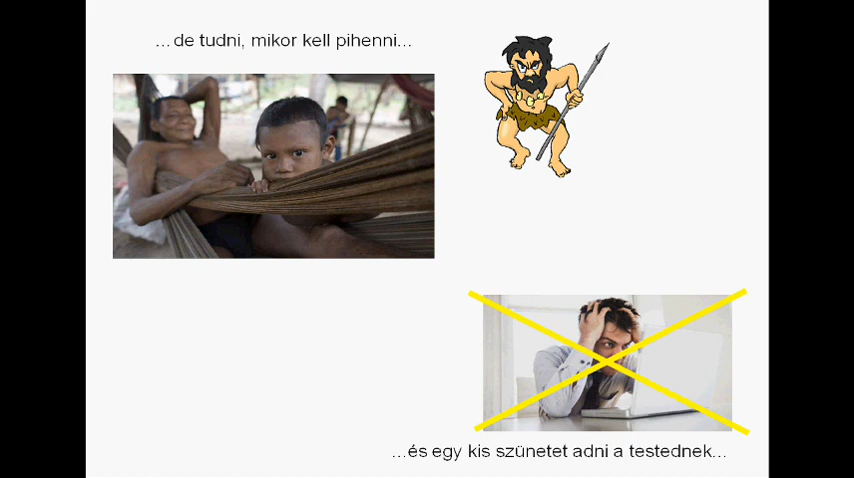 ...de tudni, mikor kell pihenni...
...és egy kis szünetet adni a testednek...